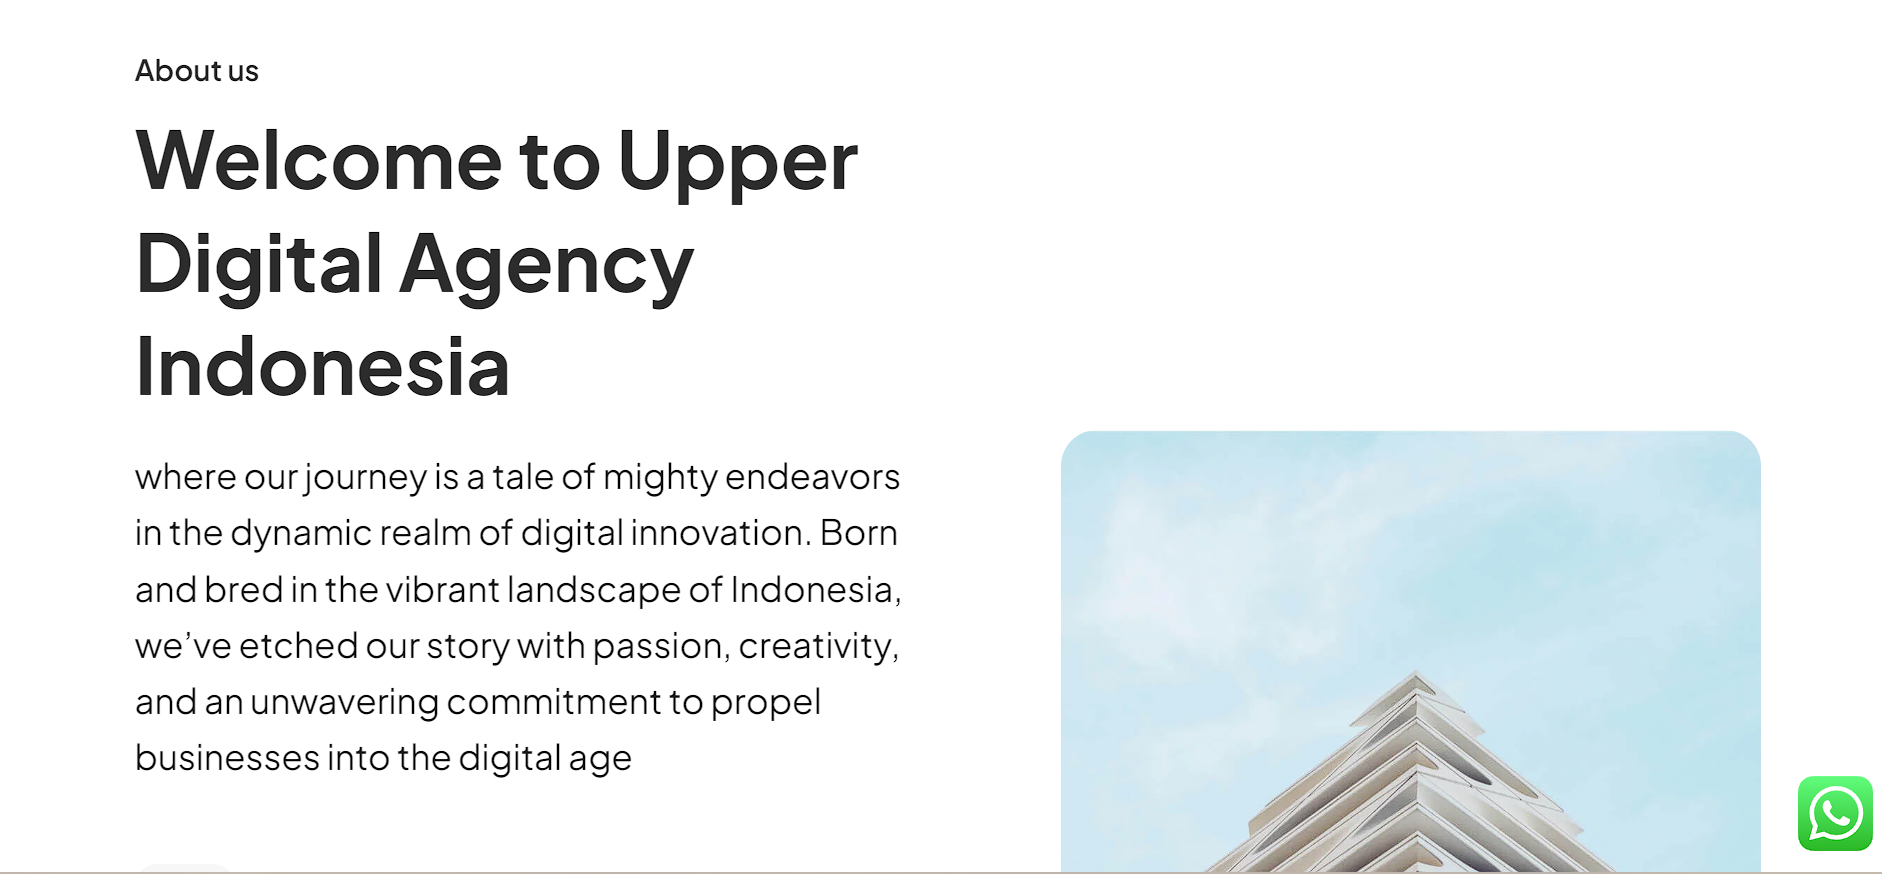 About us
Welcome to Upper
Digital Agency
Indonesia
where our journey is a tale of mighty endeavors
in the dynamic realm of digital innovation. Born
and bred in the vibrant landscape of Indonesia,
we’ve etched our story with passion, creativity,
and an unwavering commitment to propel
businesses into the digital age